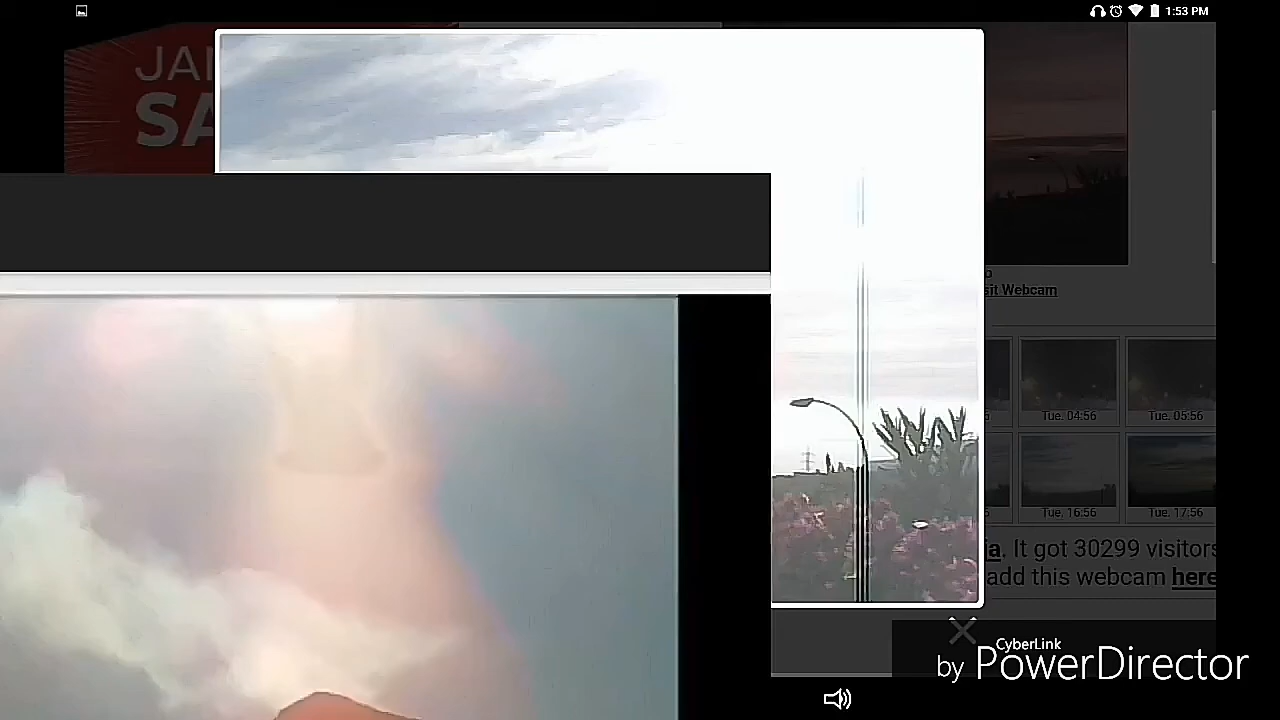 1:53 PM
JAN
SA
sit Webcam
Tue. 04:56
Tue. 05:56
Tue. 16:56
Tue. 17:56
ia. It got 30299 visitors
add this webcam here
CyberLink
by PowerDirector